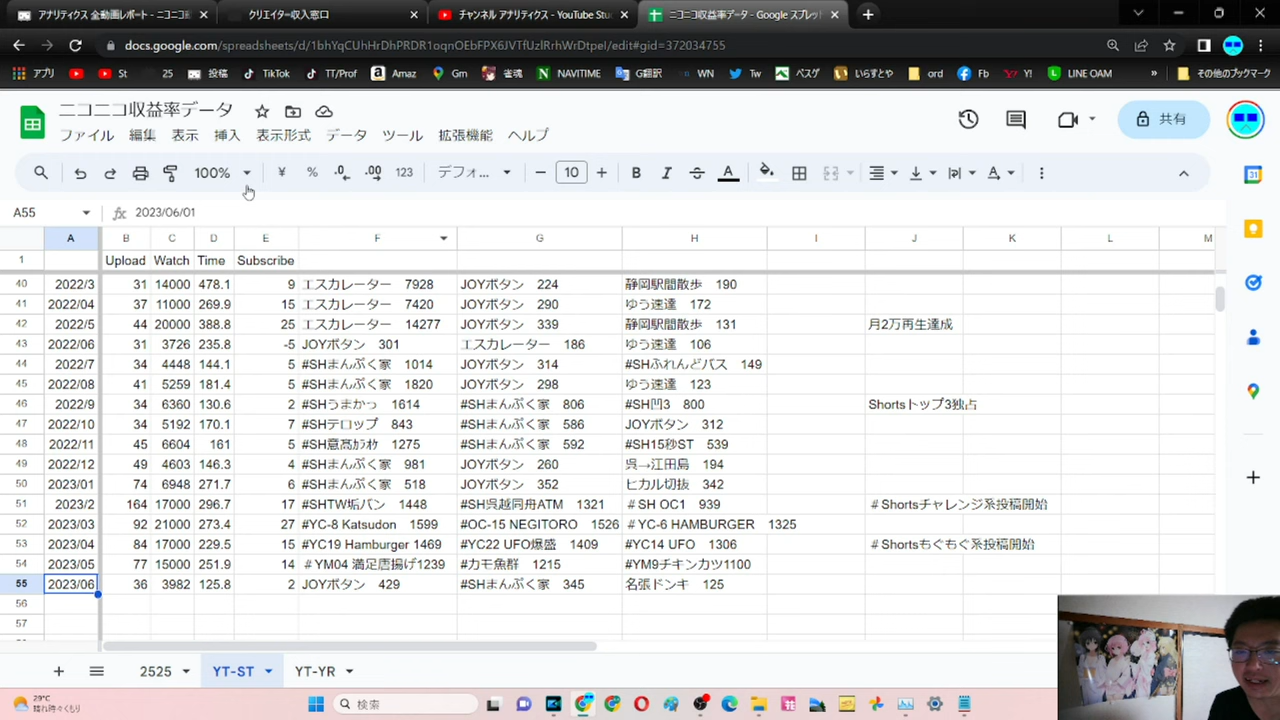 アナリティクス 全動画レポート - ニコニコ動
クリエイター収入窓口
チャンネル アナリティクス - YouTube Stu
ニコニコ収益率データ - Google スプレッド
docs.google.com/spreadsheets/d/1bhYqCUhHrDhPRDR1oqnOEbFPX6JVTfUzlRrhWrDtpeI/edit#gid=372034755
アプリ St 25 投稿 TikTok TT/Prof Amaz Gm 雀魂 NAVITIME G翻訳 WN Tw ベスゲ いらすとや ord Fb Y! LINE OAM » その他のブックマーク
ニコニコ収益率データ
ファイル 編集 表示 挿入 表示形式 データ ツール 拡張機能 ヘルプ
共有
100% ¥ % .0 .00 123 デフォ... − 10 + B I S A
A55 fx 2023/06/01
A B C D E F G H I J K L M
1 Upload Watch Time Subscribe
40 2022/3 31 14000 478.1 9 エスカレーター 7928 JOYボタン 224 静岡駅間散歩 190
41 2022/04 37 11000 269.9 15 エスカレーター 7420 JOYボタン 290 ゆう速達 172
42 2022/5 44 20000 388.8 25 エスカレーター 14277 JOYボタン 339 静岡駅間散歩 131 月2万再生達成
43 2022/06 31 3726 235.8 -5 JOYボタン 301 エスカレーター 186 ゆう速達 106
44 2022/7 34 4448 144.1 5 #SHまんぷく家 1014 JOYボタン 314 #SHふれんどバス 149
45 2022/08 41 5259 181.4 5 #SHまんぷく家 1820 JOYボタン 298 ゆう速達 123
46 2022/9 34 6360 130.6 2 #SHうまかっ 1614 #SHまんぷく家 806 #SH凹3 800 Shortsトップ3独占
47 2022/10 34 5192 170.1 7 #SHテロップ 843 #SHまんぷく家 586 JOYボタン 312
48 2022/11 45 6604 161 5 #SH意高ｶﾗｵｹ 1275 #SHまんぷく家 592 #SH15秒ST 539
49 2022/12 49 4603 146.3 4 #SHまんぷく家 981 JOYボタン 260 呉→江田島 194
50 2023/01 74 6948 271.7 6 #SHまんぷく家 518 JOYボタン 352 ヒカル切抜 342
51 2023/2 164 17000 296.7 17 #SHTW垢バン 1448 #SH呉越同舟ATM 1321 ＃SH OC1 939 ＃Shortsチャレンジ系投稿開始
52 2023/03 92 21000 273.4 27 #YC-8 Katsudon 1599 #OC-15 NEGITORO 1526 ＃YC-6 HAMBURGER 1325
53 2023/04 84 17000 229.5 15 #YC19 Hamburger 1469 #YC22 UFO爆盛 1409 #YC14 UFO 1306 ＃Shortsもぐもぐ系投稿開始
54 2023/05 77 15000 251.9 14 ＃YM04 満足唐揚げ1239 #カモ魚群 1215 #YM9チキンカツ1100
55 2023/06 36 3982 125.8 2 JOYボタン 429 #SHまんぷく家 345 名張ドンキ 125
56
57
+ 2525 YT-ST YT-YR
29°C
晴れ時々くもり
検索